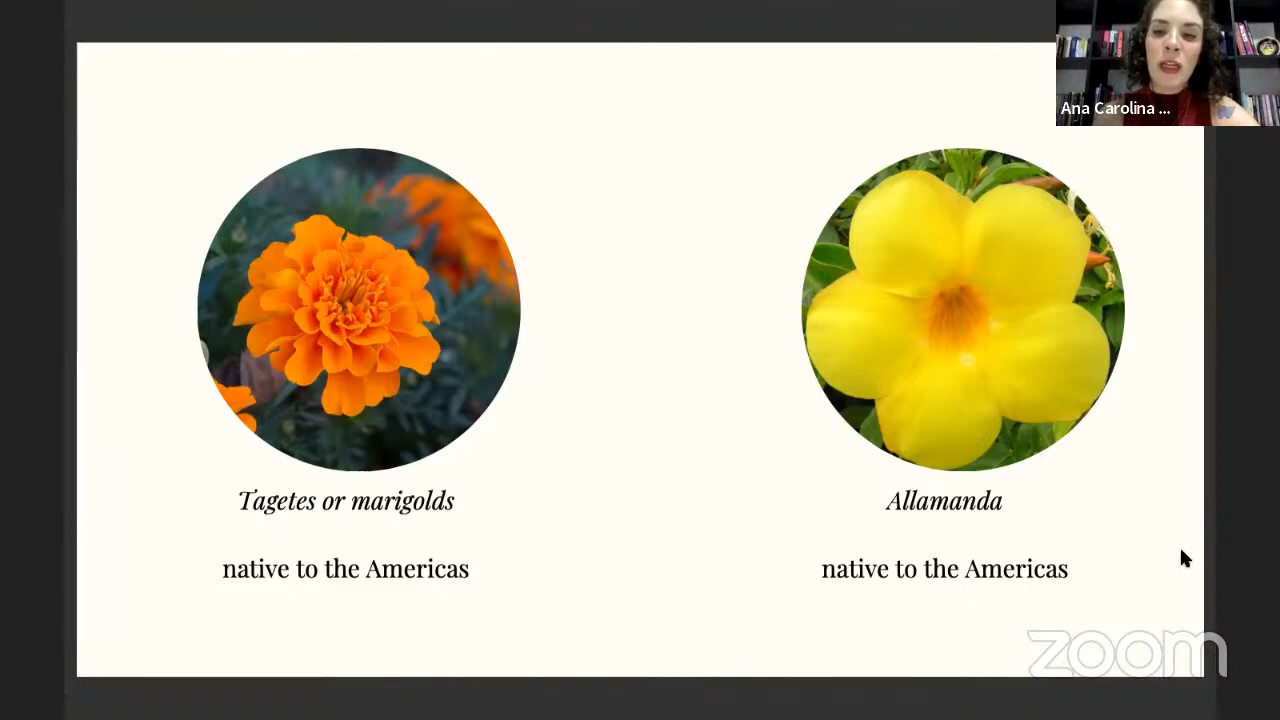 Ana Carolina ...
Tagetes or marigolds
native to the Americas
Allamanda
native to the Americas
zoom